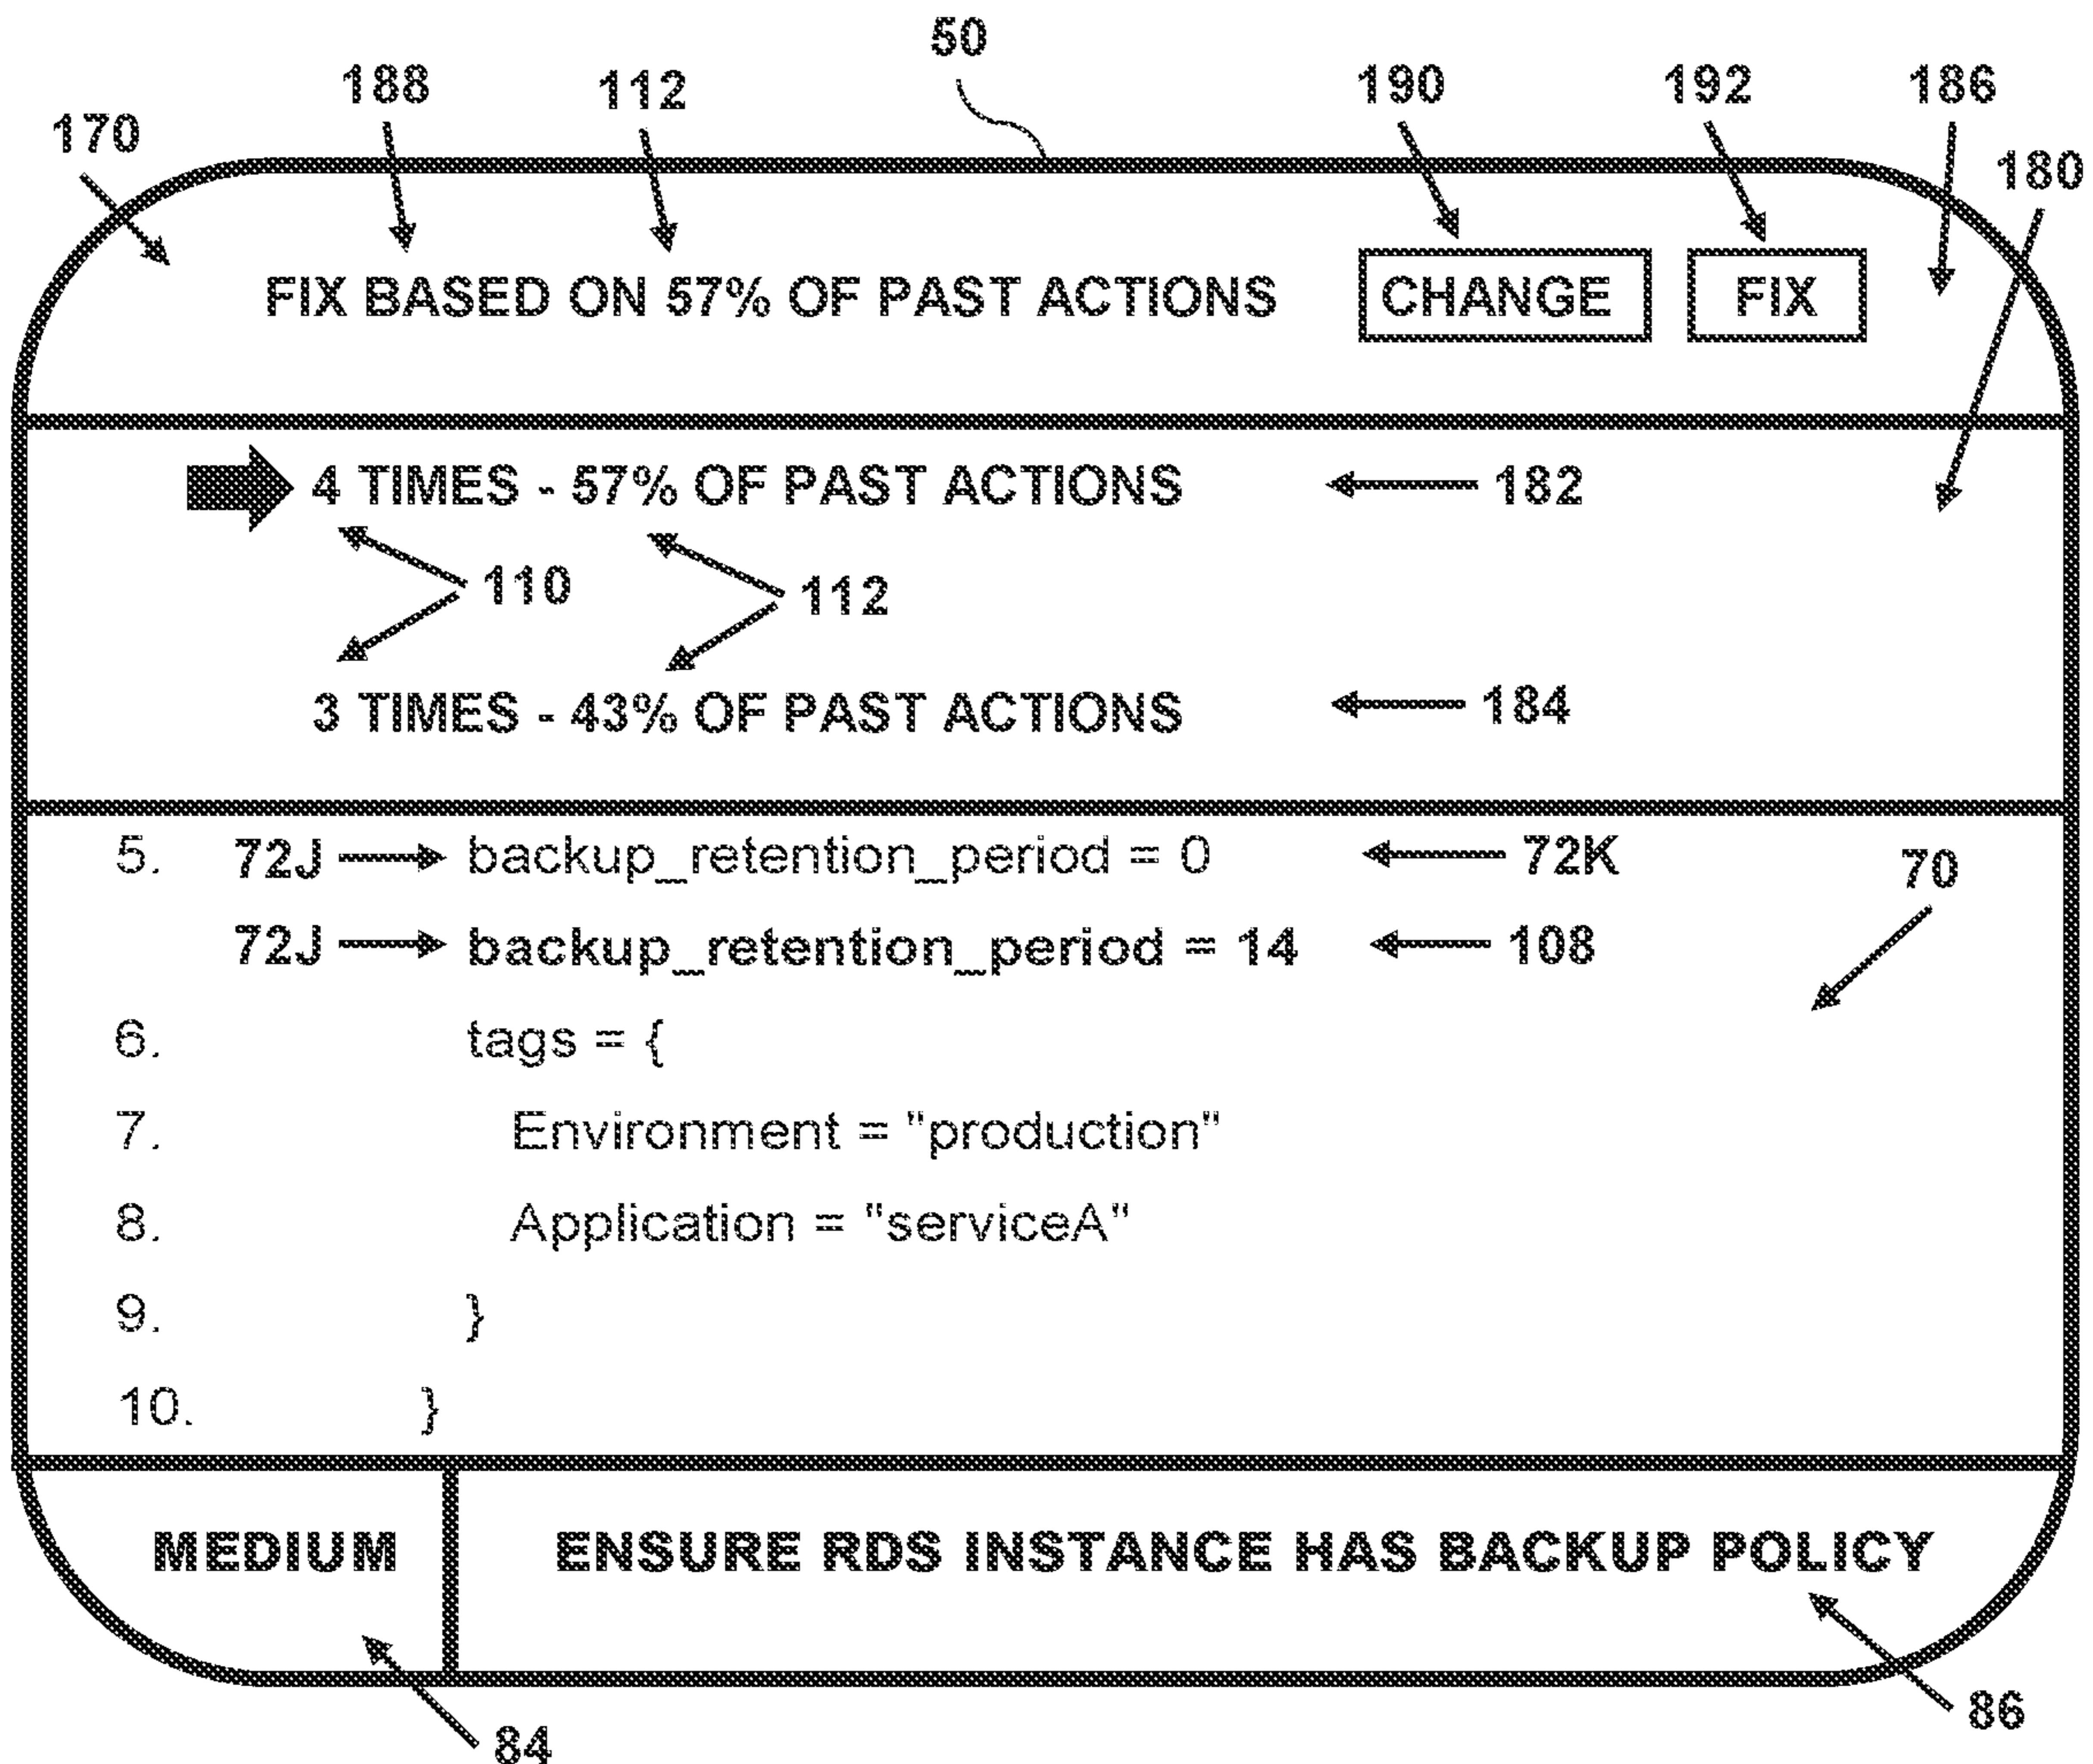 50
188 112 190 192 186
170 180
FIX BASED ON 57% OF PAST ACTIONS CHANGE FIX
4 TIMES - 57% OF PAST ACTIONS 182
110 112
3 TIMES - 43% OF PAST ACTIONS 184
5. 72J backup_retention_period = 0 72K 70
72J backup_retention_period = 14 108
6. tags = {
7. Environment = "production"
8. Application = "serviceA"
9. }
10. }
MEDIUM ENSURE RDS INSTANCE HAS BACKUP POLICY
84 86